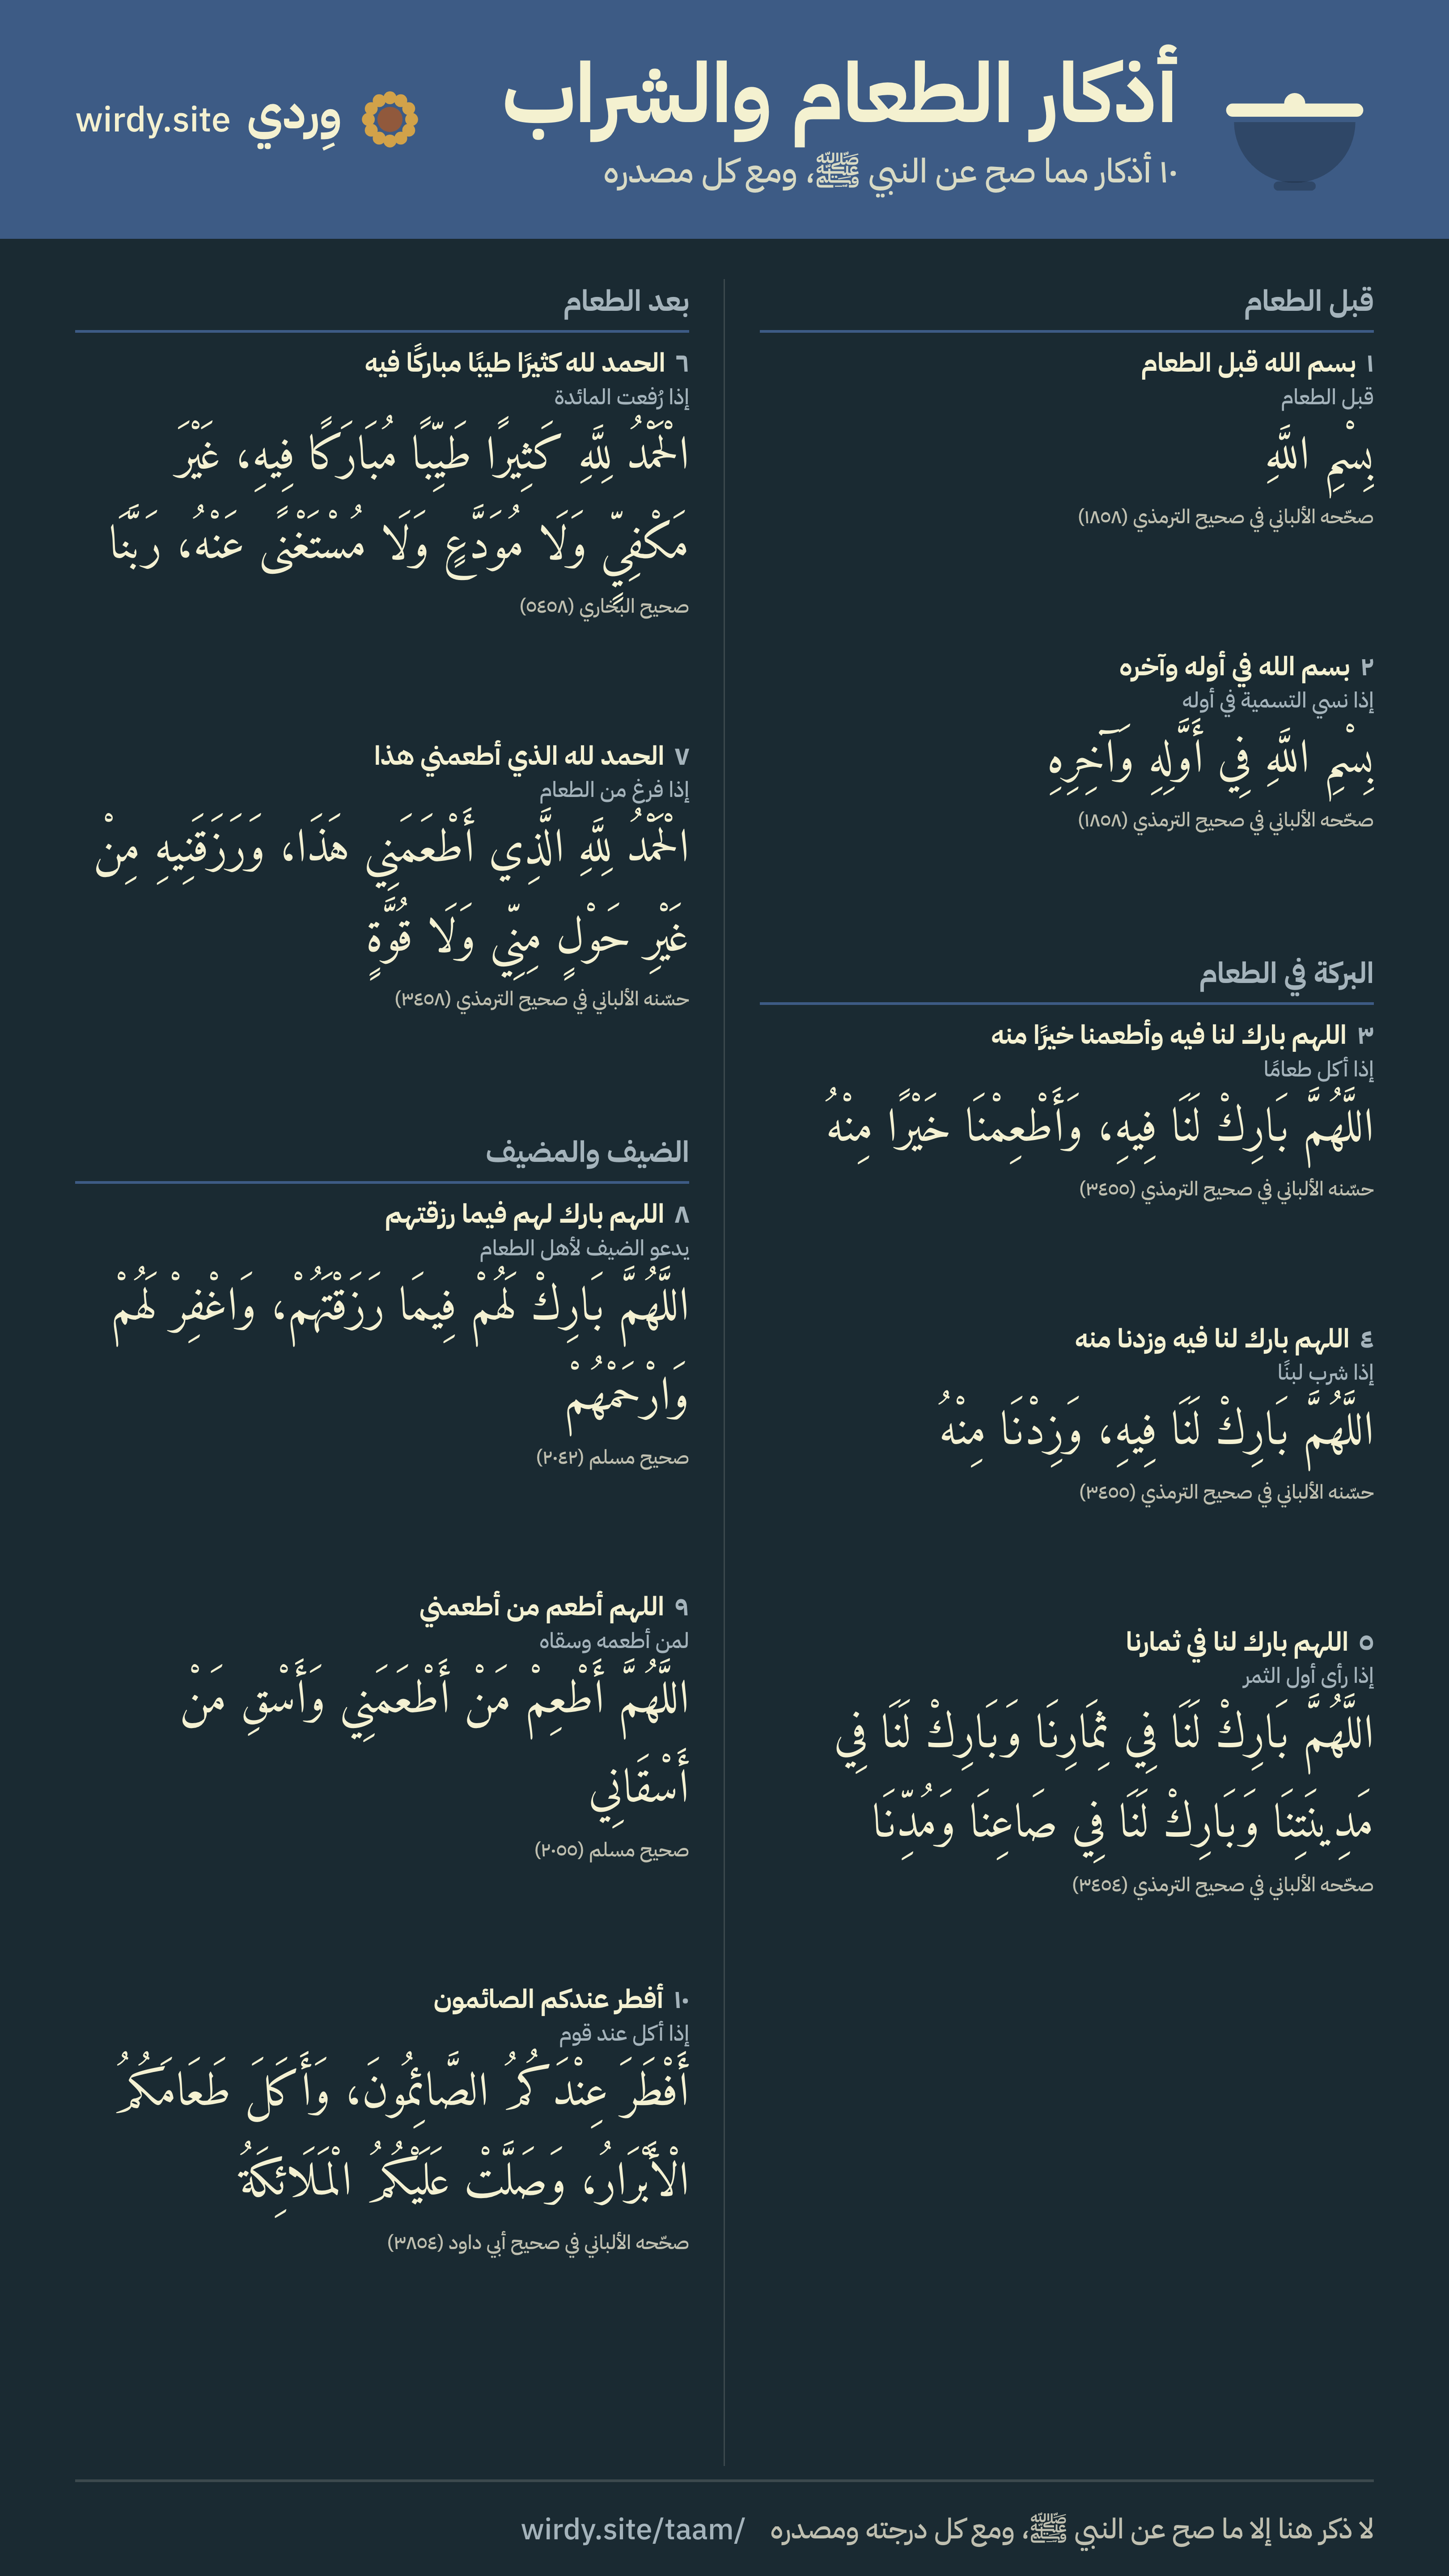 أذكار الطعام والشراب
١٠ أذكار مما صح عن النبي ﷺ، ومع كل مصدره
وِردي wirdy.site
قبل الطعام
١ بسم الله قبل الطعام
قبل الطعام
بِسْمِ اللَّهِ
صحّحه الألباني في صحيح الترمذي (١٨٥٨)
٢ بسم الله في أوله وآخره
إذا نسي التسمية في أوله
بِسْمِ اللَّهِ فِي أَوَّلِهِ وَآخِرِهِ
صحّحه الألباني في صحيح الترمذي (١٨٥٨)
البركة في الطعام
٣ اللهم بارك لنا فيه وأطعمنا خيرًا منه
إذا أكل طعامًا
اللَّهُمَّ بَارِكْ لَنَا فِيهِ، وَأَطْعِمْنَا خَيْرًا مِنْهُ
حسّنه الألباني في صحيح الترمذي (٣٤٥٥)
٤ اللهم بارك لنا فيه وزدنا منه
إذا شرب لبنًا
اللَّهُمَّ بَارِكْ لَنَا فِيهِ، وَزِدْنَا مِنْهُ
حسّنه الألباني في صحيح الترمذي (٣٤٥٥)
٥ اللهم بارك لنا في ثمارنا
إذا رأى أول الثمر
اللَّهُمَّ بَارِكْ لَنَا فِي ثِمَارِنَا وَبَارِكْ لَنَا فِي
مَدِينَتِنَا وَبَارِكْ لَنَا فِي صَاعِنَا وَمُدِّنَا
صحّحه الألباني في صحيح الترمذي (٣٤٥٤)
بعد الطعام
٦ الحمد لله كثيرًا طيبًا مباركًا فيه
إذا رُفعت المائدة
الْحَمْدُ لِلَّهِ كَثِيرًا طَيِّبًا مُبَارَكًا فِيهِ، غَيْرَ
مَكْفِيٍّ وَلَا مُوَدَّعٍ وَلَا مُسْتَغْنًى عَنْهُ، رَبَّنَا
صحيح البخاري (٥٤٥٨)
٧ الحمد لله الذي أطعمني هذا
إذا فرغ من الطعام
الْحَمْدُ لِلَّهِ الَّذِي أَطْعَمَنِي هَذَا، وَرَزَقَنِيهِ مِنْ
غَيْرِ حَوْلٍ مِنِّي وَلَا قُوَّةٍ
حسّنه الألباني في صحيح الترمذي (٣٤٥٨)
الضيف والمضيف
٨ اللهم بارك لهم فيما رزقتهم
يدعو الضيف لأهل الطعام
اللَّهُمَّ بَارِكْ لَهُمْ فِيمَا رَزَقْتَهُمْ، وَاغْفِرْ لَهُمْ
وَارْحَمْهُمْ
صحيح مسلم (٢٠٤٢)
٩ اللهم أطعم من أطعمني
لمن أطعمه وسقاه
اللَّهُمَّ أَطْعِمْ مَنْ أَطْعَمَنِي وَأَسْقِ مَنْ
أَسْقَانِي
صحيح مسلم (٢٠٥٥)
١٠ أفطر عندكم الصائمون
إذا أكل عند قوم
أَفْطَرَ عِنْدَكُمُ الصَّائِمُونَ، وَأَكَلَ طَعَامَكُمُ
الْأَبْرَارُ، وَصَلَّتْ عَلَيْكُمُ الْمَلَائِكَةُ
صحّحه الألباني في صحيح أبي داود (٣٨٥٤)
لا ذكر هنا إلا ما صح عن النبي ﷺ، ومع كل درجته ومصدره wirdy.site/taam/